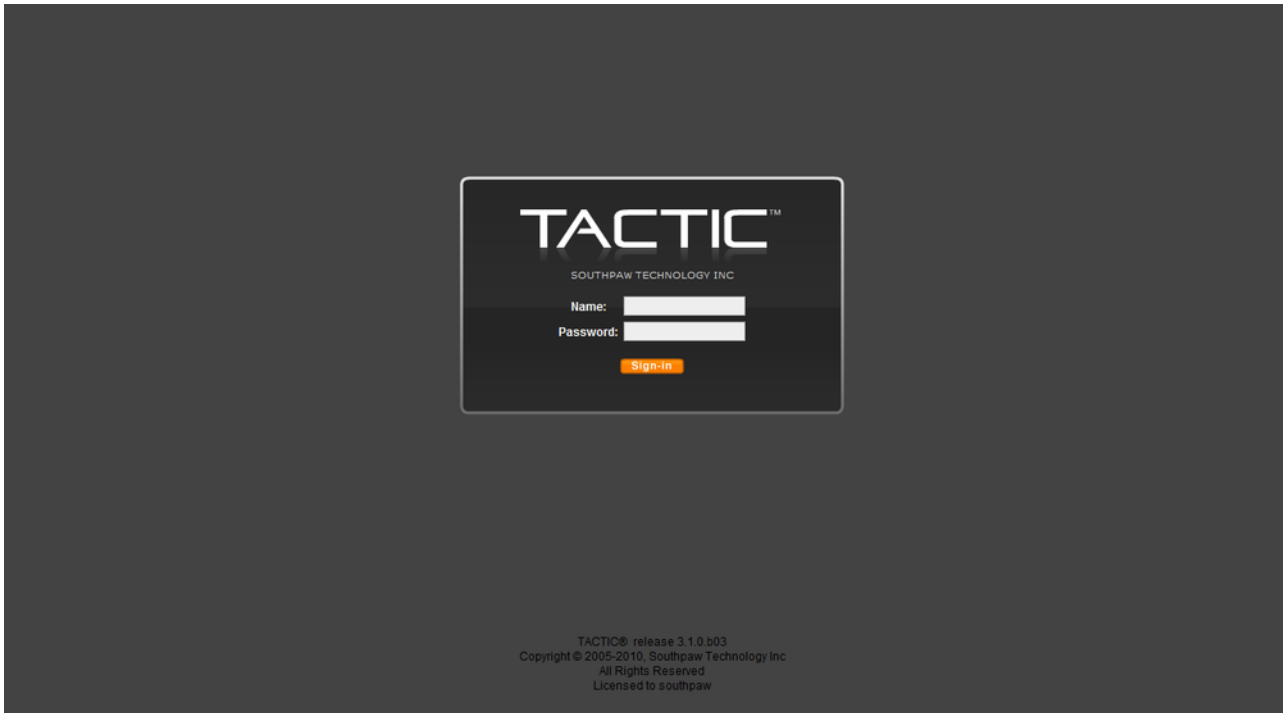 TACTIC™
SOUTHPAW TECHNOLOGY INC
Name:
Password:
Sign-in
TACTIC® release 3.1.0.b03
Copyright © 2005-2010, Southpaw Technology Inc
All Rights Reserved
Licensed to southpaw